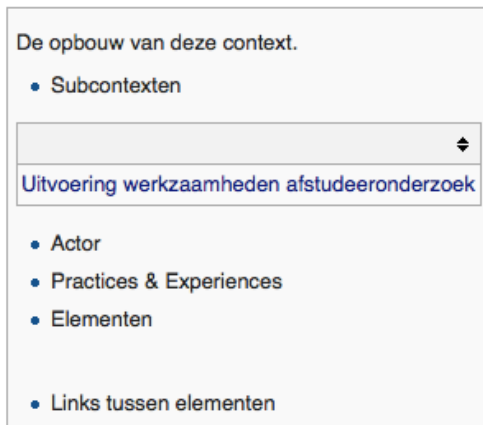 De opbouw van deze context.
Subcontexten
Uitvoering werkzaamheden afstudeeronderzoek
Actor
Practices & Experiences
Elementen
Links tussen elementen